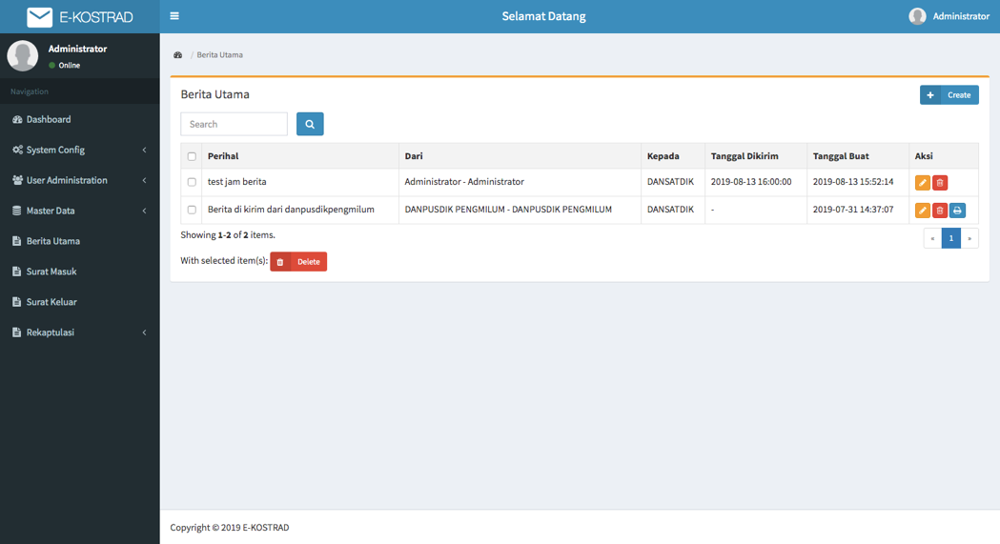 E-KOSTRAD
Selamat Datang
Administrator
Administrator
Online
Navigation
Dashboard
System Config
User Administration
Master Data
Berita Utama
Surat Masuk
Surat Keluar
Rekaptulasi
/ Berita Utama
Berita Utama
+ Create
Search
Perihal Dari Kepada Tanggal Dikirim Tanggal Buat Aksi
test jam berita Administrator - Administrator DANSATDIK 2019-08-13 16:00:00 2019-08-13 15:52:14
Berita di kirim dari danpusdikpengmilum DANPUSDIK PENGMILUM - DANPUSDIK PENGMILUM DANSATDIK - 2019-07-31 14:37:07
Showing 1-2 of 2 items.
« 1 »
With selected item(s): Delete
Copyright © 2019 E-KOSTRAD